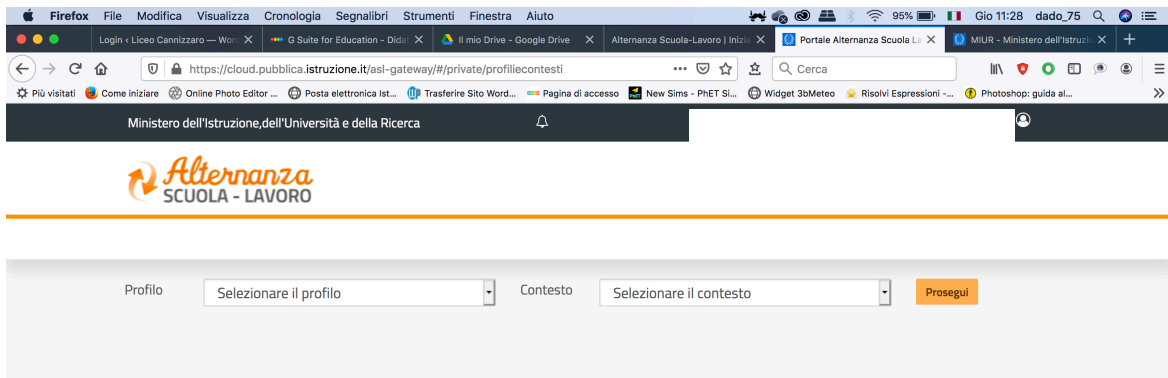 Firefox File Modifica Visualizza Cronologia Segnalibri Strumenti Finestra Aiuto 95% Gio 11:28 dado_75
Login ‹ Liceo Cannizzaro — Wor G Suite for Education - Dida Il mio Drive - Google Drive Alternanza Scuola-Lavoro | Inizia Portale Alternanza Scuola La MIUR - Ministero dell'Istruzio
https://cloud.pubblica.istruzione.it/asl-gateway/#/private/profiliecontesti Cerca
Più visitati Come iniziare Online Photo Editor ... Posta elettronica Ist... Trasferire Sito Word... Pagina di accesso New Sims - PhET Si... Widget 3bMeteo Risolvi Espressioni -... Photoshop: guida al...
Ministero dell'Istruzione,dell'Università e della Ricerca
Alternanza
SCUOLA - LAVORO
Profilo Selezionare il profilo Contesto Selezionare il contesto Prosegui